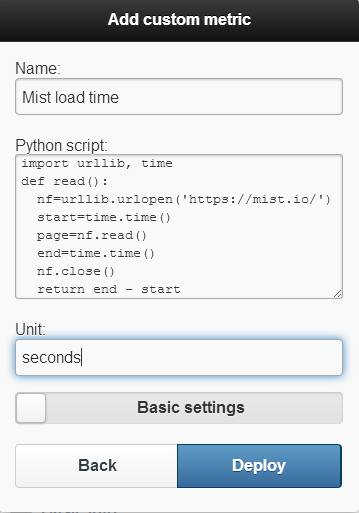 Add custom metric
Name:
Mist load time
Python script:
import urllib, time
def read():
  nf=urllib.urlopen('https://mist.io/')
  start=time.time()
  page=nf.read()
  end=time.time()
  nf.close()
  return end - start
Unit:
seconds
Basic settings
Back Deploy